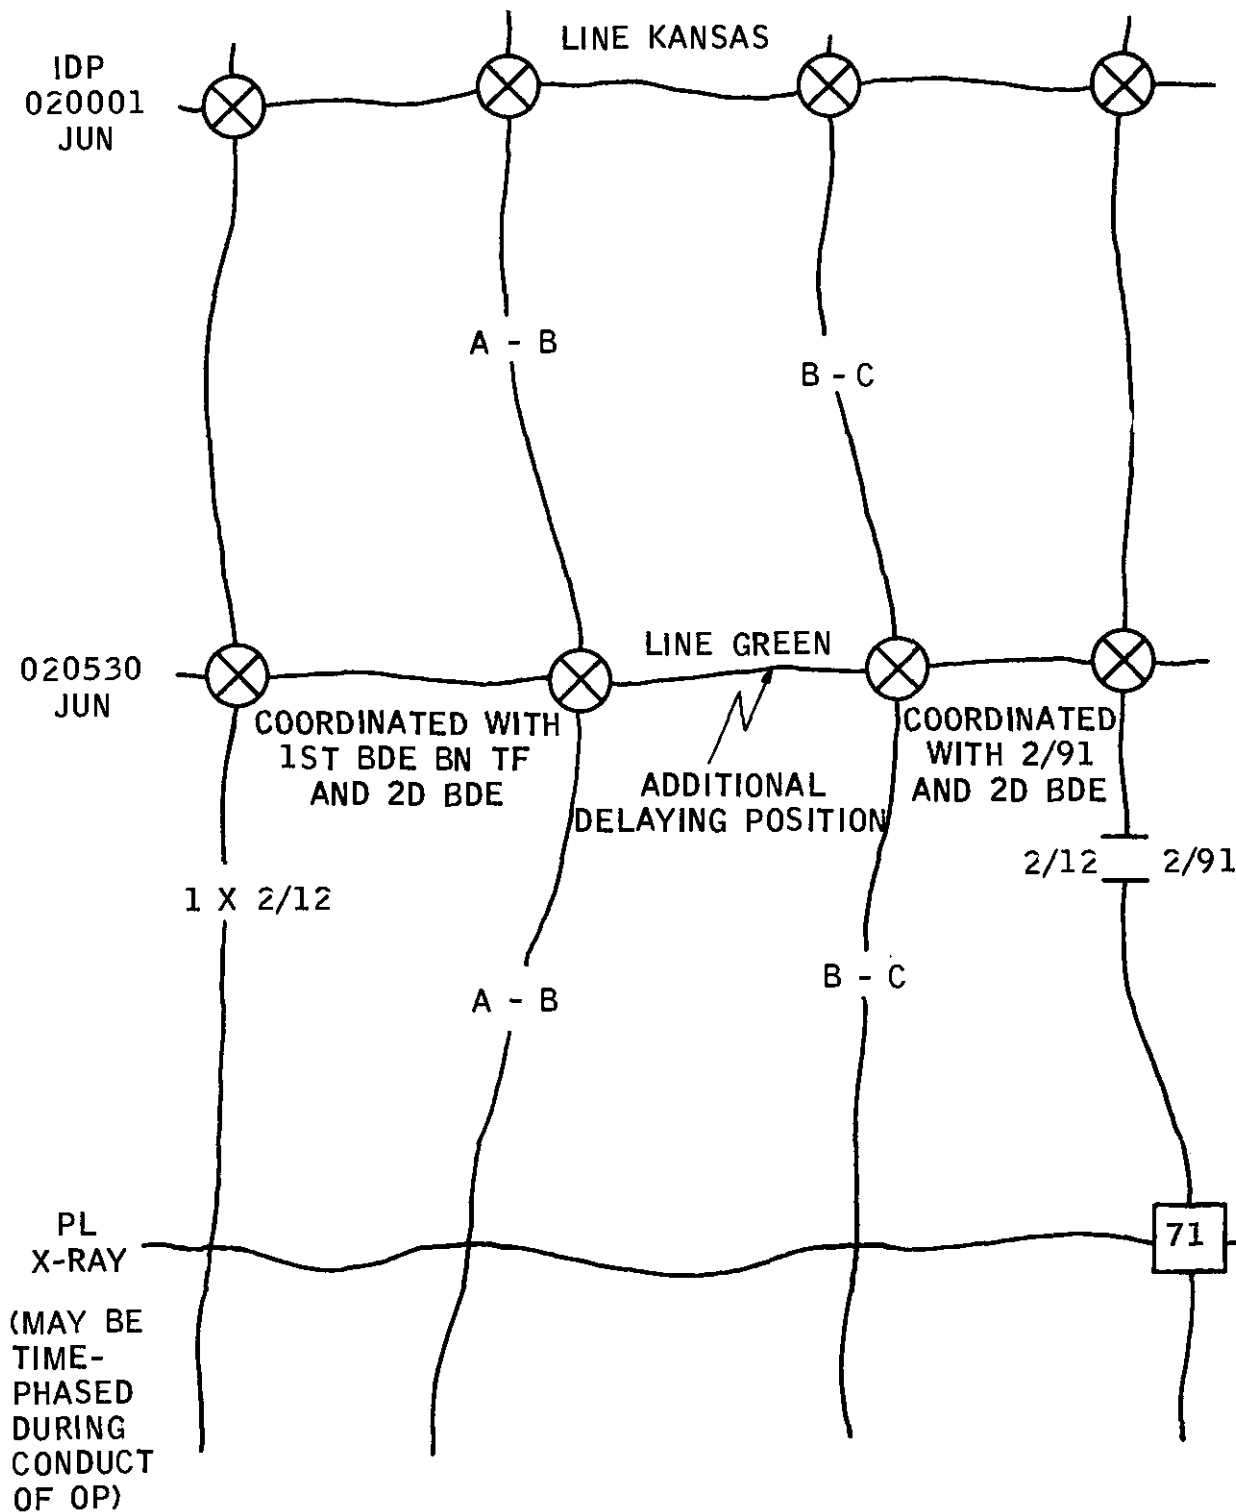 LINE KANSAS
IDP
020001
JUN
A - B
B - C
020530
JUN
LINE GREEN
COORDINATED WITH
1ST BDE BN TF
AND 2D BDE
ADDITIONAL
DELAYING POSITION
COORDINATED
WITH 2/91
AND 2D BDE
2/12 2/91
1 X 2/12
A - B
B - C
PL
X-RAY
71
(MAY BE
TIME-
PHASED
DURING
CONDUCT
OF OP)